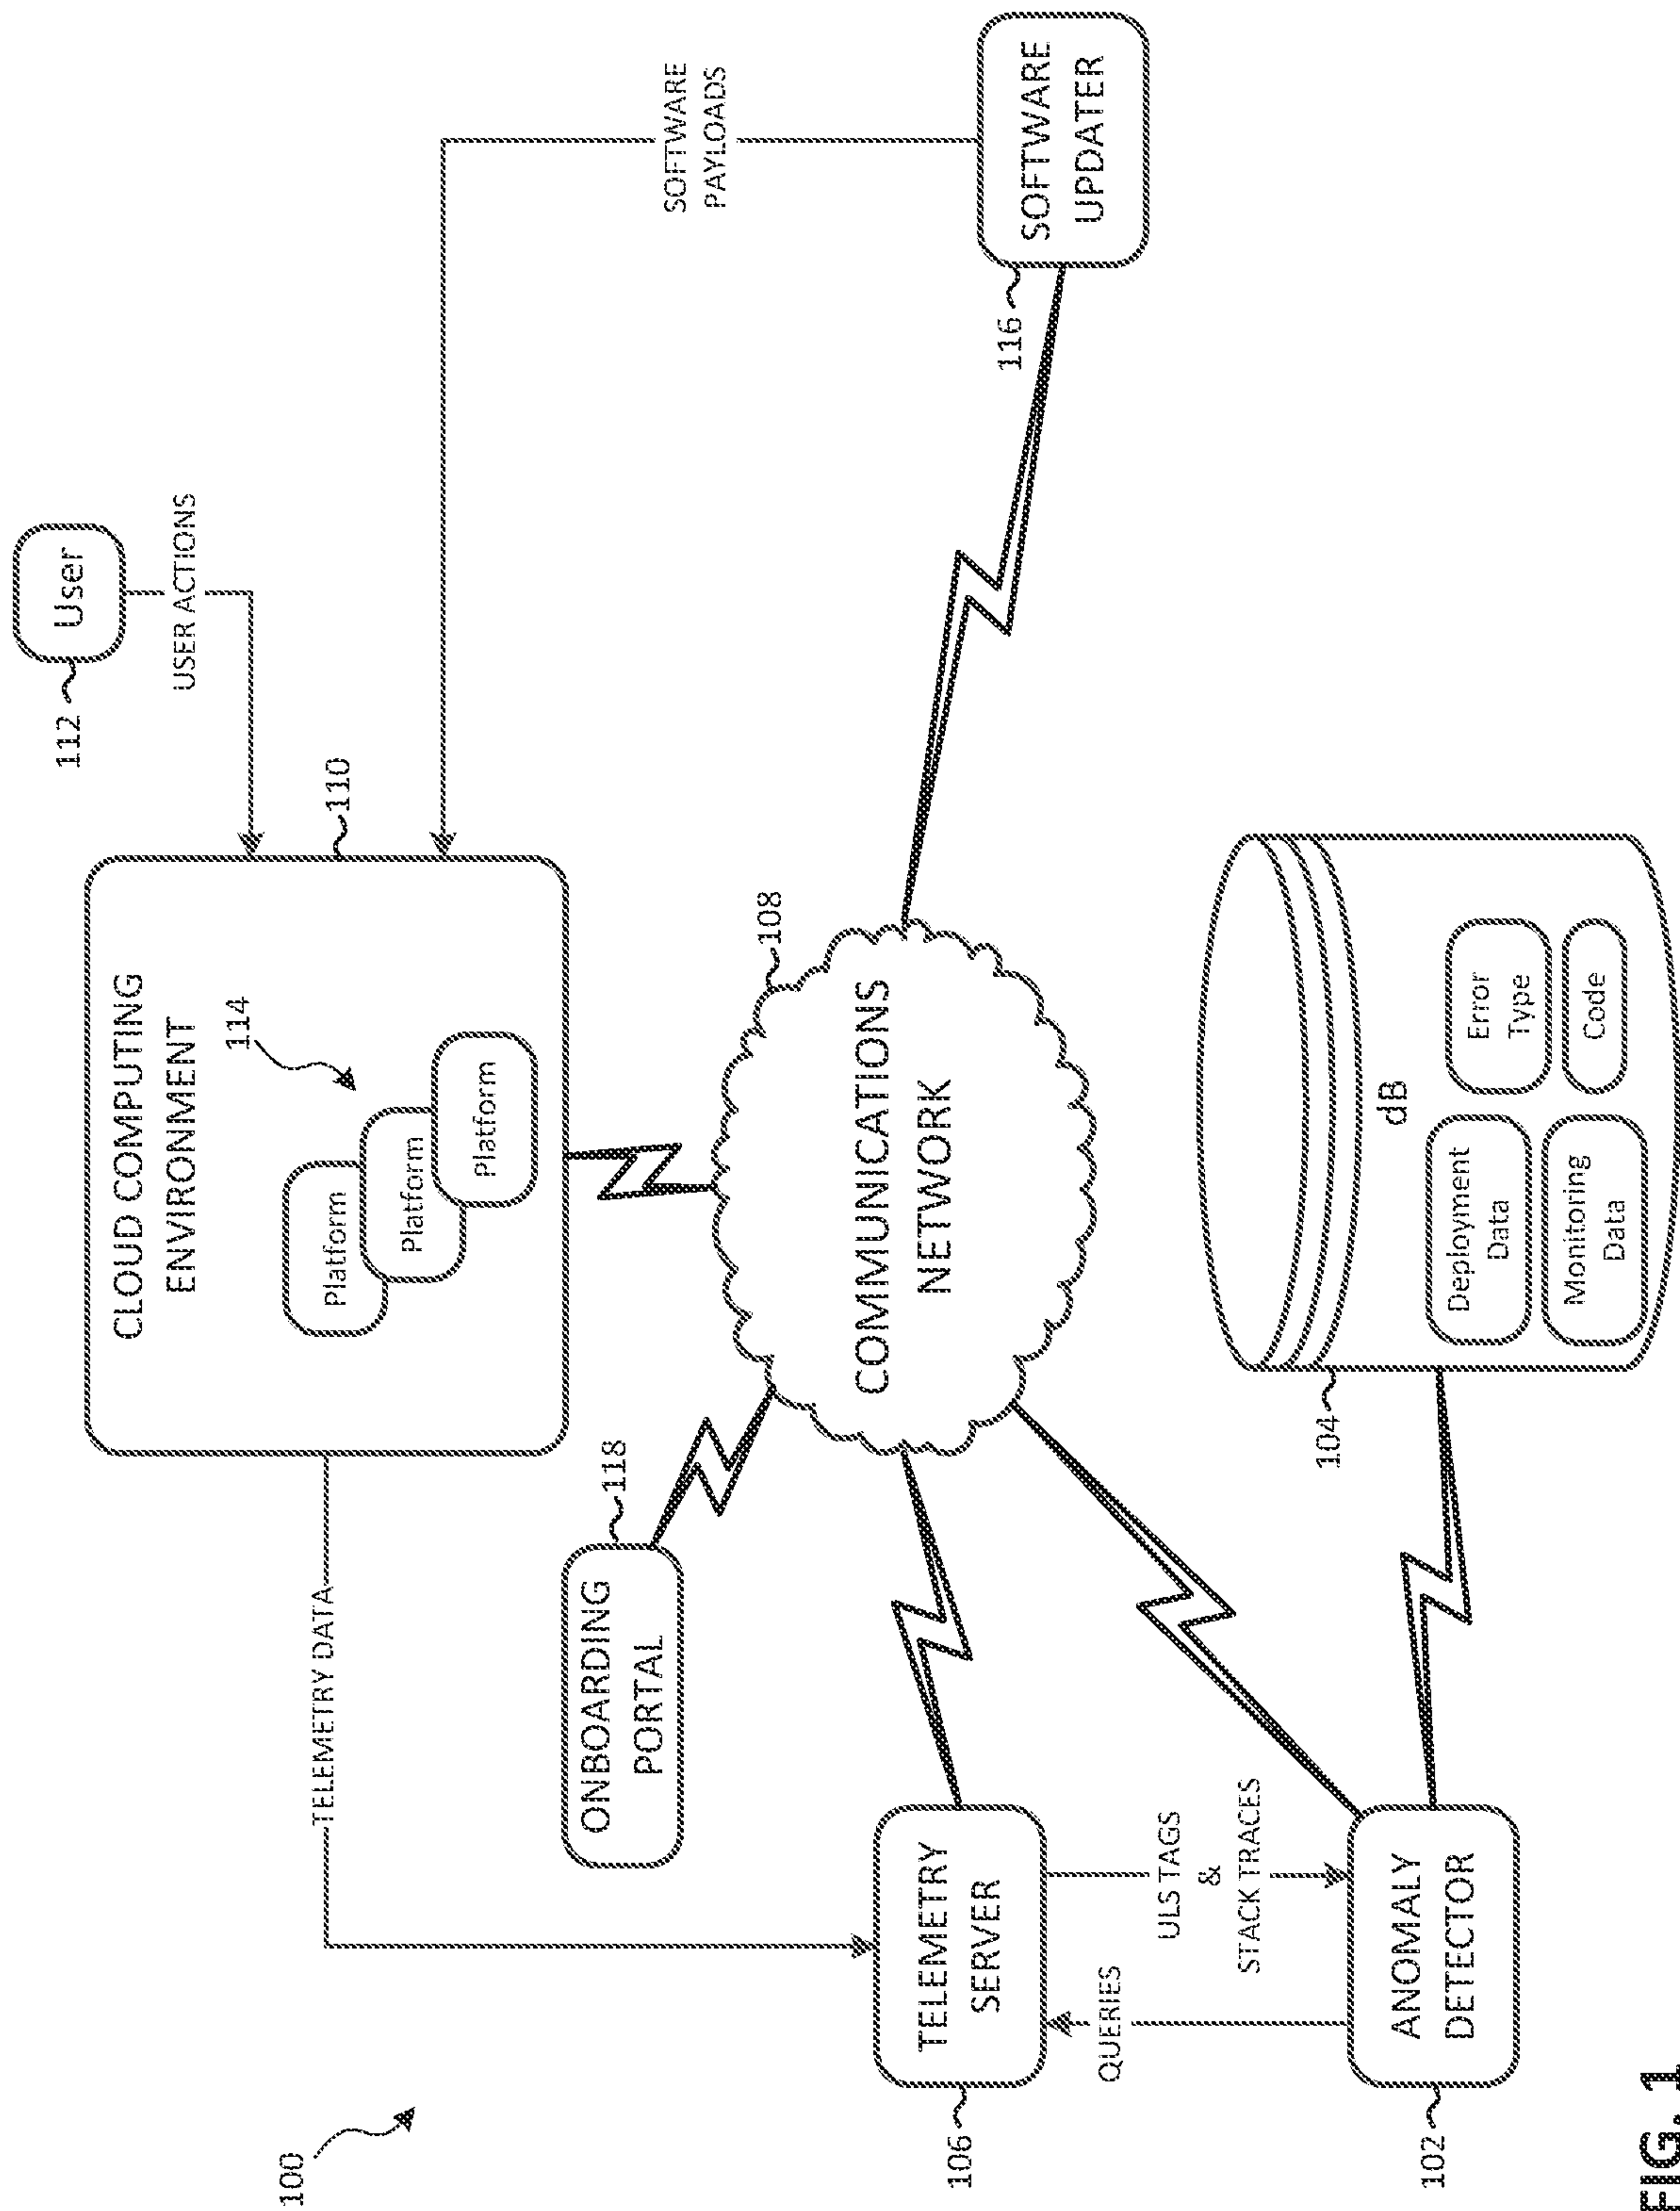 100
112
User
USER ACTIONS
CLOUD COMPUTING
ENVIRONMENT
110
114
Platform
Platform
Platform
TELEMETRY DATA
SOFTWARE
PAYLOADS
118
ONBOARDING
PORTAL
108
COMMUNICATIONS
NETWORK
106
TELEMETRY
SERVER
116
SOFTWARE
UPDATER
QUERIES
ULS TAGS
&
STACK TRACES
104
dB
Deployment
Data
Error
Type
Monitoring
Data
Code
102
ANOMALY
DETECTOR
FIG. 1